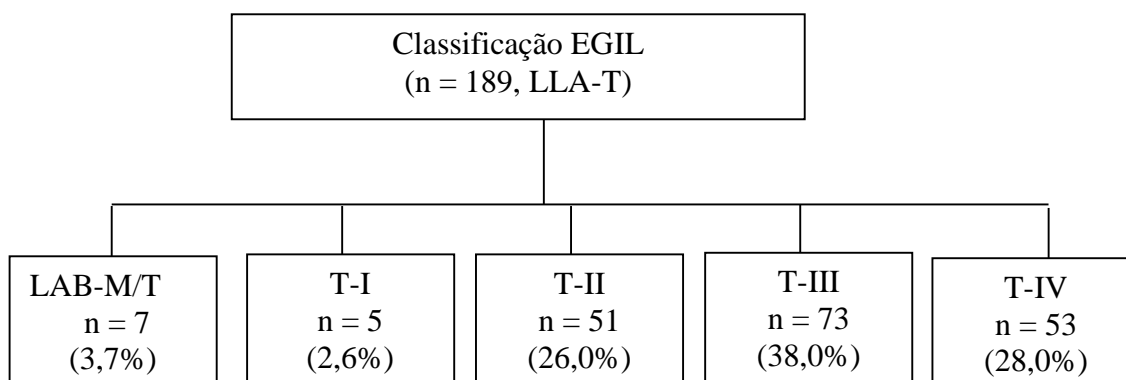 Classificação EGIL
(n = 189, LLA-T)
LAB-M/T
n = 7
(3,7%)
T-I
n = 5
(2,6%)
T-II
n = 51
(26,0%)
T-III
n = 73
(38,0%)
T-IV
n = 53
(28,0%)